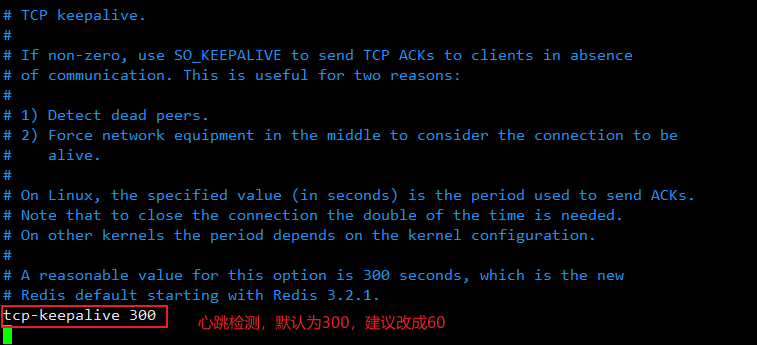 # TCP keepalive.
#
# If non-zero, use SO_KEEPALIVE to send TCP ACKs to clients in absence
# of communication. This is useful for two reasons:
#
# 1) Detect dead peers.
# 2) Force network equipment in the middle to consider the connection to be
#    alive.
#
# On Linux, the specified value (in seconds) is the period used to send ACKs.
# Note that to close the connection the double of the time is needed.
# On other kernels the period depends on the kernel configuration.
#
# A reasonable value for this option is 300 seconds, which is the new
# Redis default starting with Redis 3.2.1.
tcp-keepalive 300 心跳检测，默认为300，建议改成60